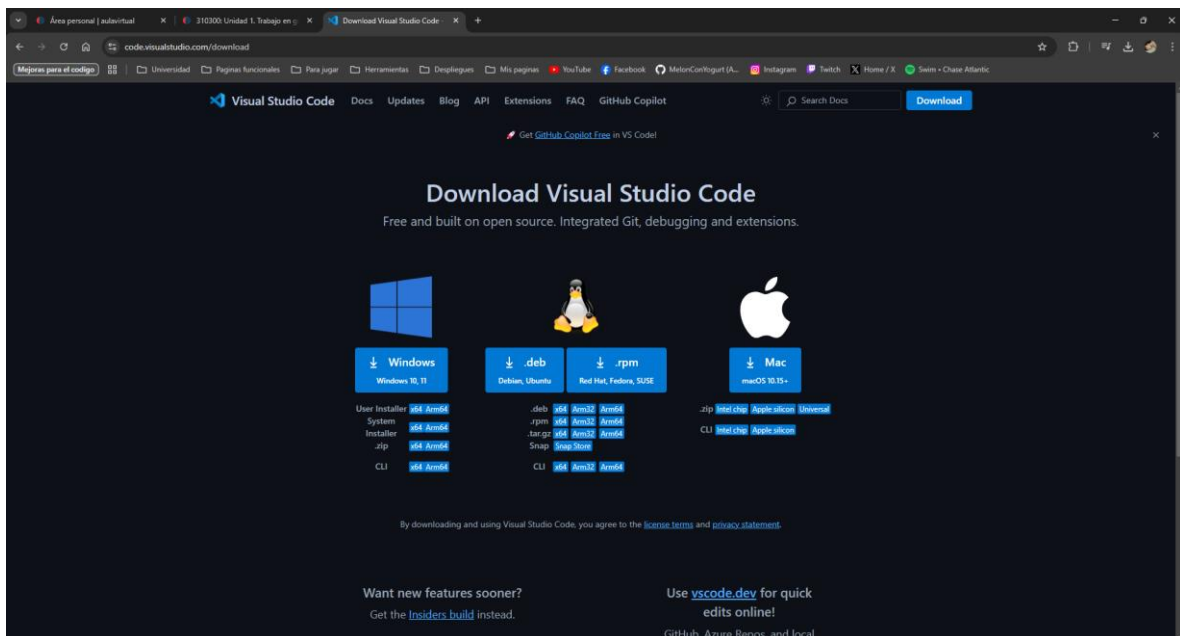 Área personal | aulavirtual
310300: Unidad 1. Trabajo en g
Download Visual Studio Code
code.visualstudio.com/download
Mejoras para el codigo
Universidad
Paginas funcionales
Para jugar
Herramientas
Despliegues
Mis paginas
YouTube
Facebook
MelonConYogurt (A...
Instagram
Twitch
Home / X
Swim • Chase Atlantic
Visual Studio Code Docs Updates Blog API Extensions FAQ GitHub Copilot Search Docs Download
Get GitHub Copilot Free in VS Code!
Download Visual Studio Code
Free and built on open source. Integrated Git, debugging and extensions.
Windows
Windows 10, 11
User Installer x64 Arm64
System
Installer x64 Arm64
.zip x64 Arm64
CLI x64 Arm64
.deb
Debian, Ubuntu
.rpm
Red Hat, Fedora, SUSE
.deb x64 Arm32 Arm64
.rpm x64 Arm32 Arm64
.tar.gz x64 Arm32 Arm64
Snap Snap Store
CLI x64 Arm32 Arm64
Mac
macOS 10.15+
.zip Intel chip Apple silicon Universal
CLI Intel chip Apple silicon
By downloading and using Visual Studio Code, you agree to the license terms and privacy statement.
Want new features sooner?
Get the Insiders build instead.
Use vscode.dev for quick
edits online!
GitHub, Azure Repos, and local